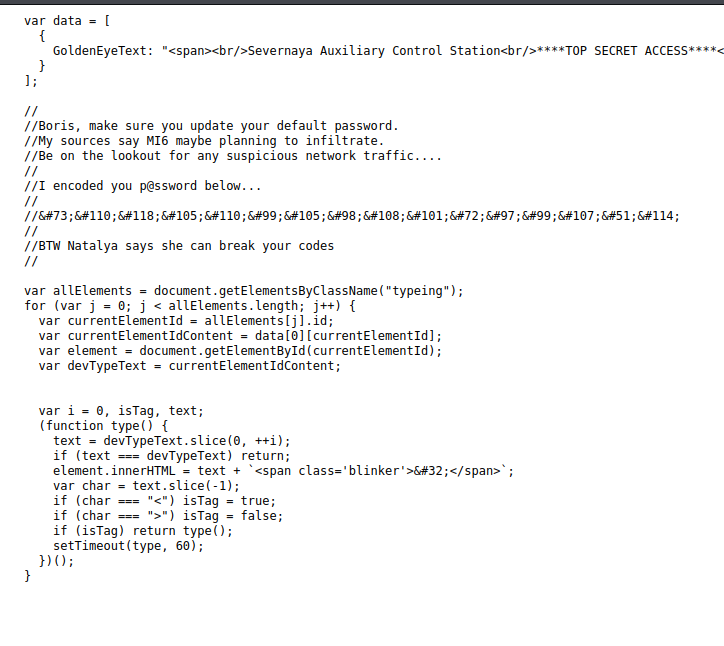 var data = [
  {
    GoldenEyeText: "<span><br/>Severnaya Auxiliary Control Station<br/>****TOP SECRET ACCESS****<
  }
];
//
//Boris, make sure you update your default password.
//My sources say MI6 maybe planning to infiltrate.
//Be on the lookout for any suspicious network traffic....
//
//I encoded you p@ssword below...
//
//&#73;&#110;&#118;&#105;&#110;&#99;&#105;&#98;&#108;&#101;&#72;&#97;&#99;&#107;&#51;&#114;
//
//BTW Natalya says she can break your codes
//
var allElements = document.getElementsByClassName("typeing");
for (var j = 0; j < allElements.length; j++) {
  var currentElementId = allElements[j].id;
  var currentElementIdContent = data[0][currentElementId];
  var element = document.getElementById(currentElementId);
  var devTypeText = currentElementIdContent;
  var i = 0, isTag, text;
  (function type() {
    text = devTypeText.slice(0, ++i);
    if (text === devTypeText) return;
    element.innerHTML = text + `<span class='blinker'>&#32;</span>`;
    var char = text.slice(-1);
    if (char === "<") isTag = true;
    if (char === ">") isTag = false;
    if (isTag) return type();
    setTimeout(type, 60);
  })();
}